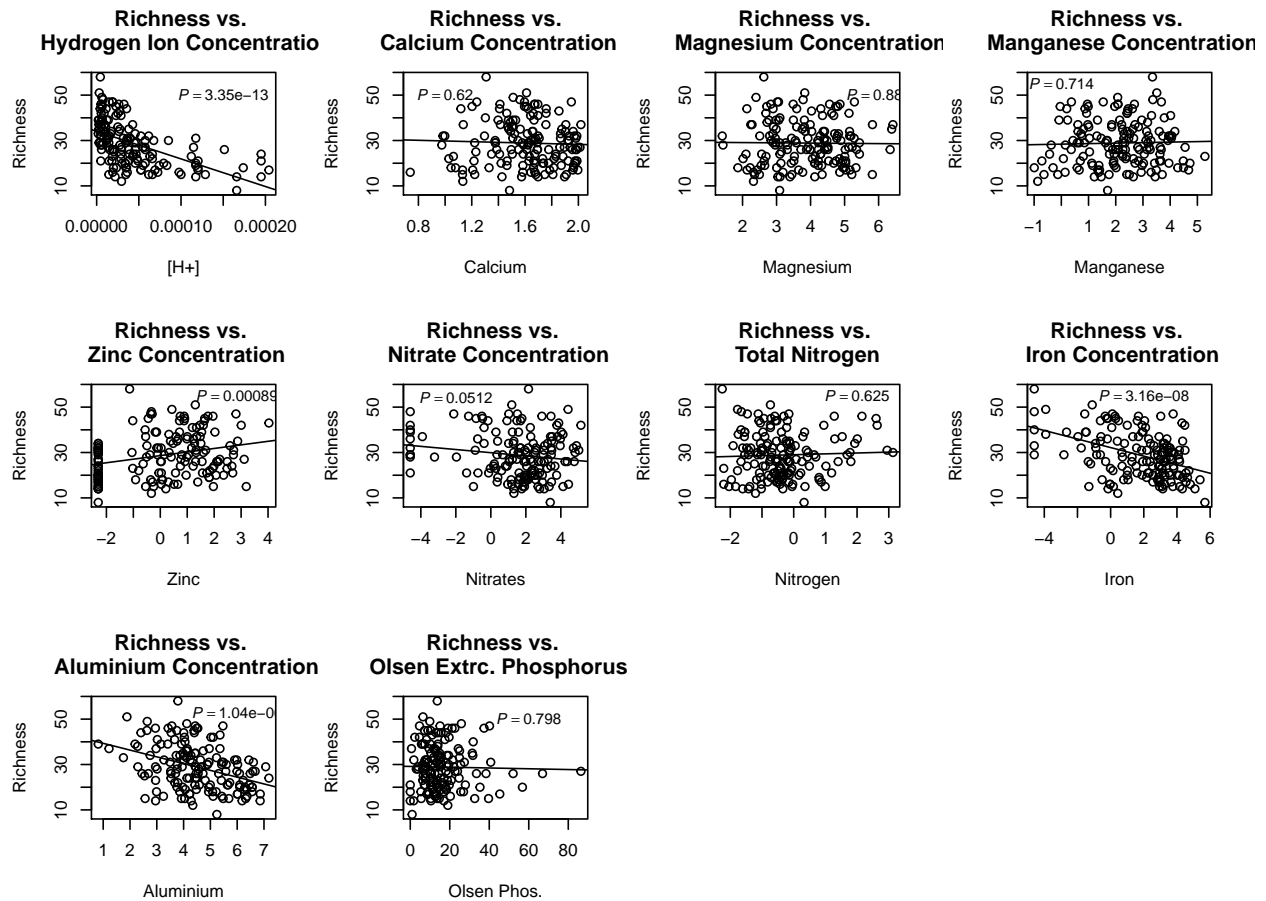 Richness vs.
Hydrogen Ion Concentratio
Richness
10
30
50
P = 3.35e−13
0.00000
0.00010
0.00020
[H+]
Richness vs.
Calcium Concentration
Richness
10
30
50
P = 0.62
0.8
1.2
1.6
2.0
Calcium
Richness vs.
Magnesium Concentration
Richness
10
30
50
P = 0.88
2
3
4
5
6
Magnesium
Richness vs.
Manganese Concentration
Richness
10
30
50
P = 0.714
−1
0
1
2
3
4
5
Manganese
Richness vs.
Zinc Concentration
Richness
10
30
50
P = 0.00089
−2
0
1
2
3
4
Zinc
Richness vs.
Nitrate Concentration
Richness
10
30
50
P = 0.0512
−4
−2
0
2
4
Nitrates
Richness vs.
Total Nitrogen
Richness
10
30
50
P = 0.625
−2
0
1
2
3
Nitrogen
Richness vs.
Iron Concentration
Richness
10
30
50
P = 3.16e−08
−4
0
2
4
6
Iron
Richness vs.
Aluminium Concentration
Richness
10
30
50
P = 1.04e−0
1
2
3
4
5
6
7
Aluminium
Richness vs.
Olsen Extrc. Phosphorus
Richness
10
30
50
P = 0.798
0
20
40
60
80
Olsen Phos.